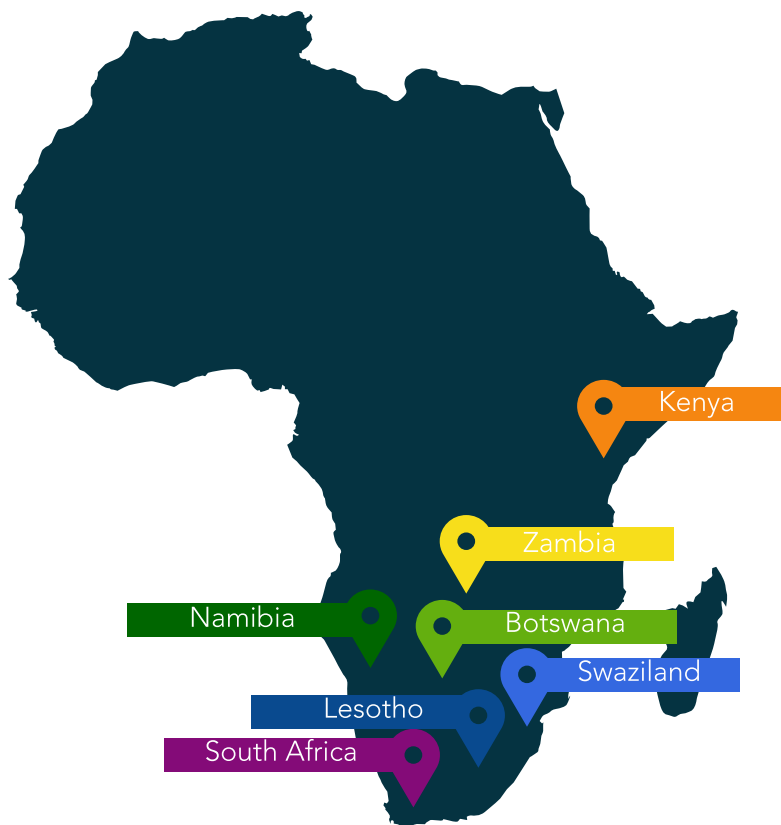 Kenya
Zambia
Namibia
Botswana
Swaziland
Lesotho
South Africa